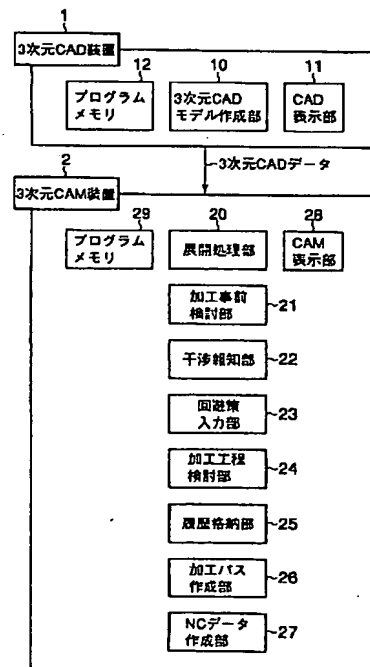 1
3次元CAD装置
12
10
11
プログラム
メモリ
3次元CAD
モデル作成部
CAD
表示部
3次元CADデータ
2
3次元CAM装置
29
20
28
プログラム
メモリ
展開処理部
CAM
表示部
加工事前
検討部
21
干渉報知部
22
回避策
入力部
23
加工工程
検討部
24
履歴格納部
25
加工パス
作成部
26
NCデータ
作成部
27